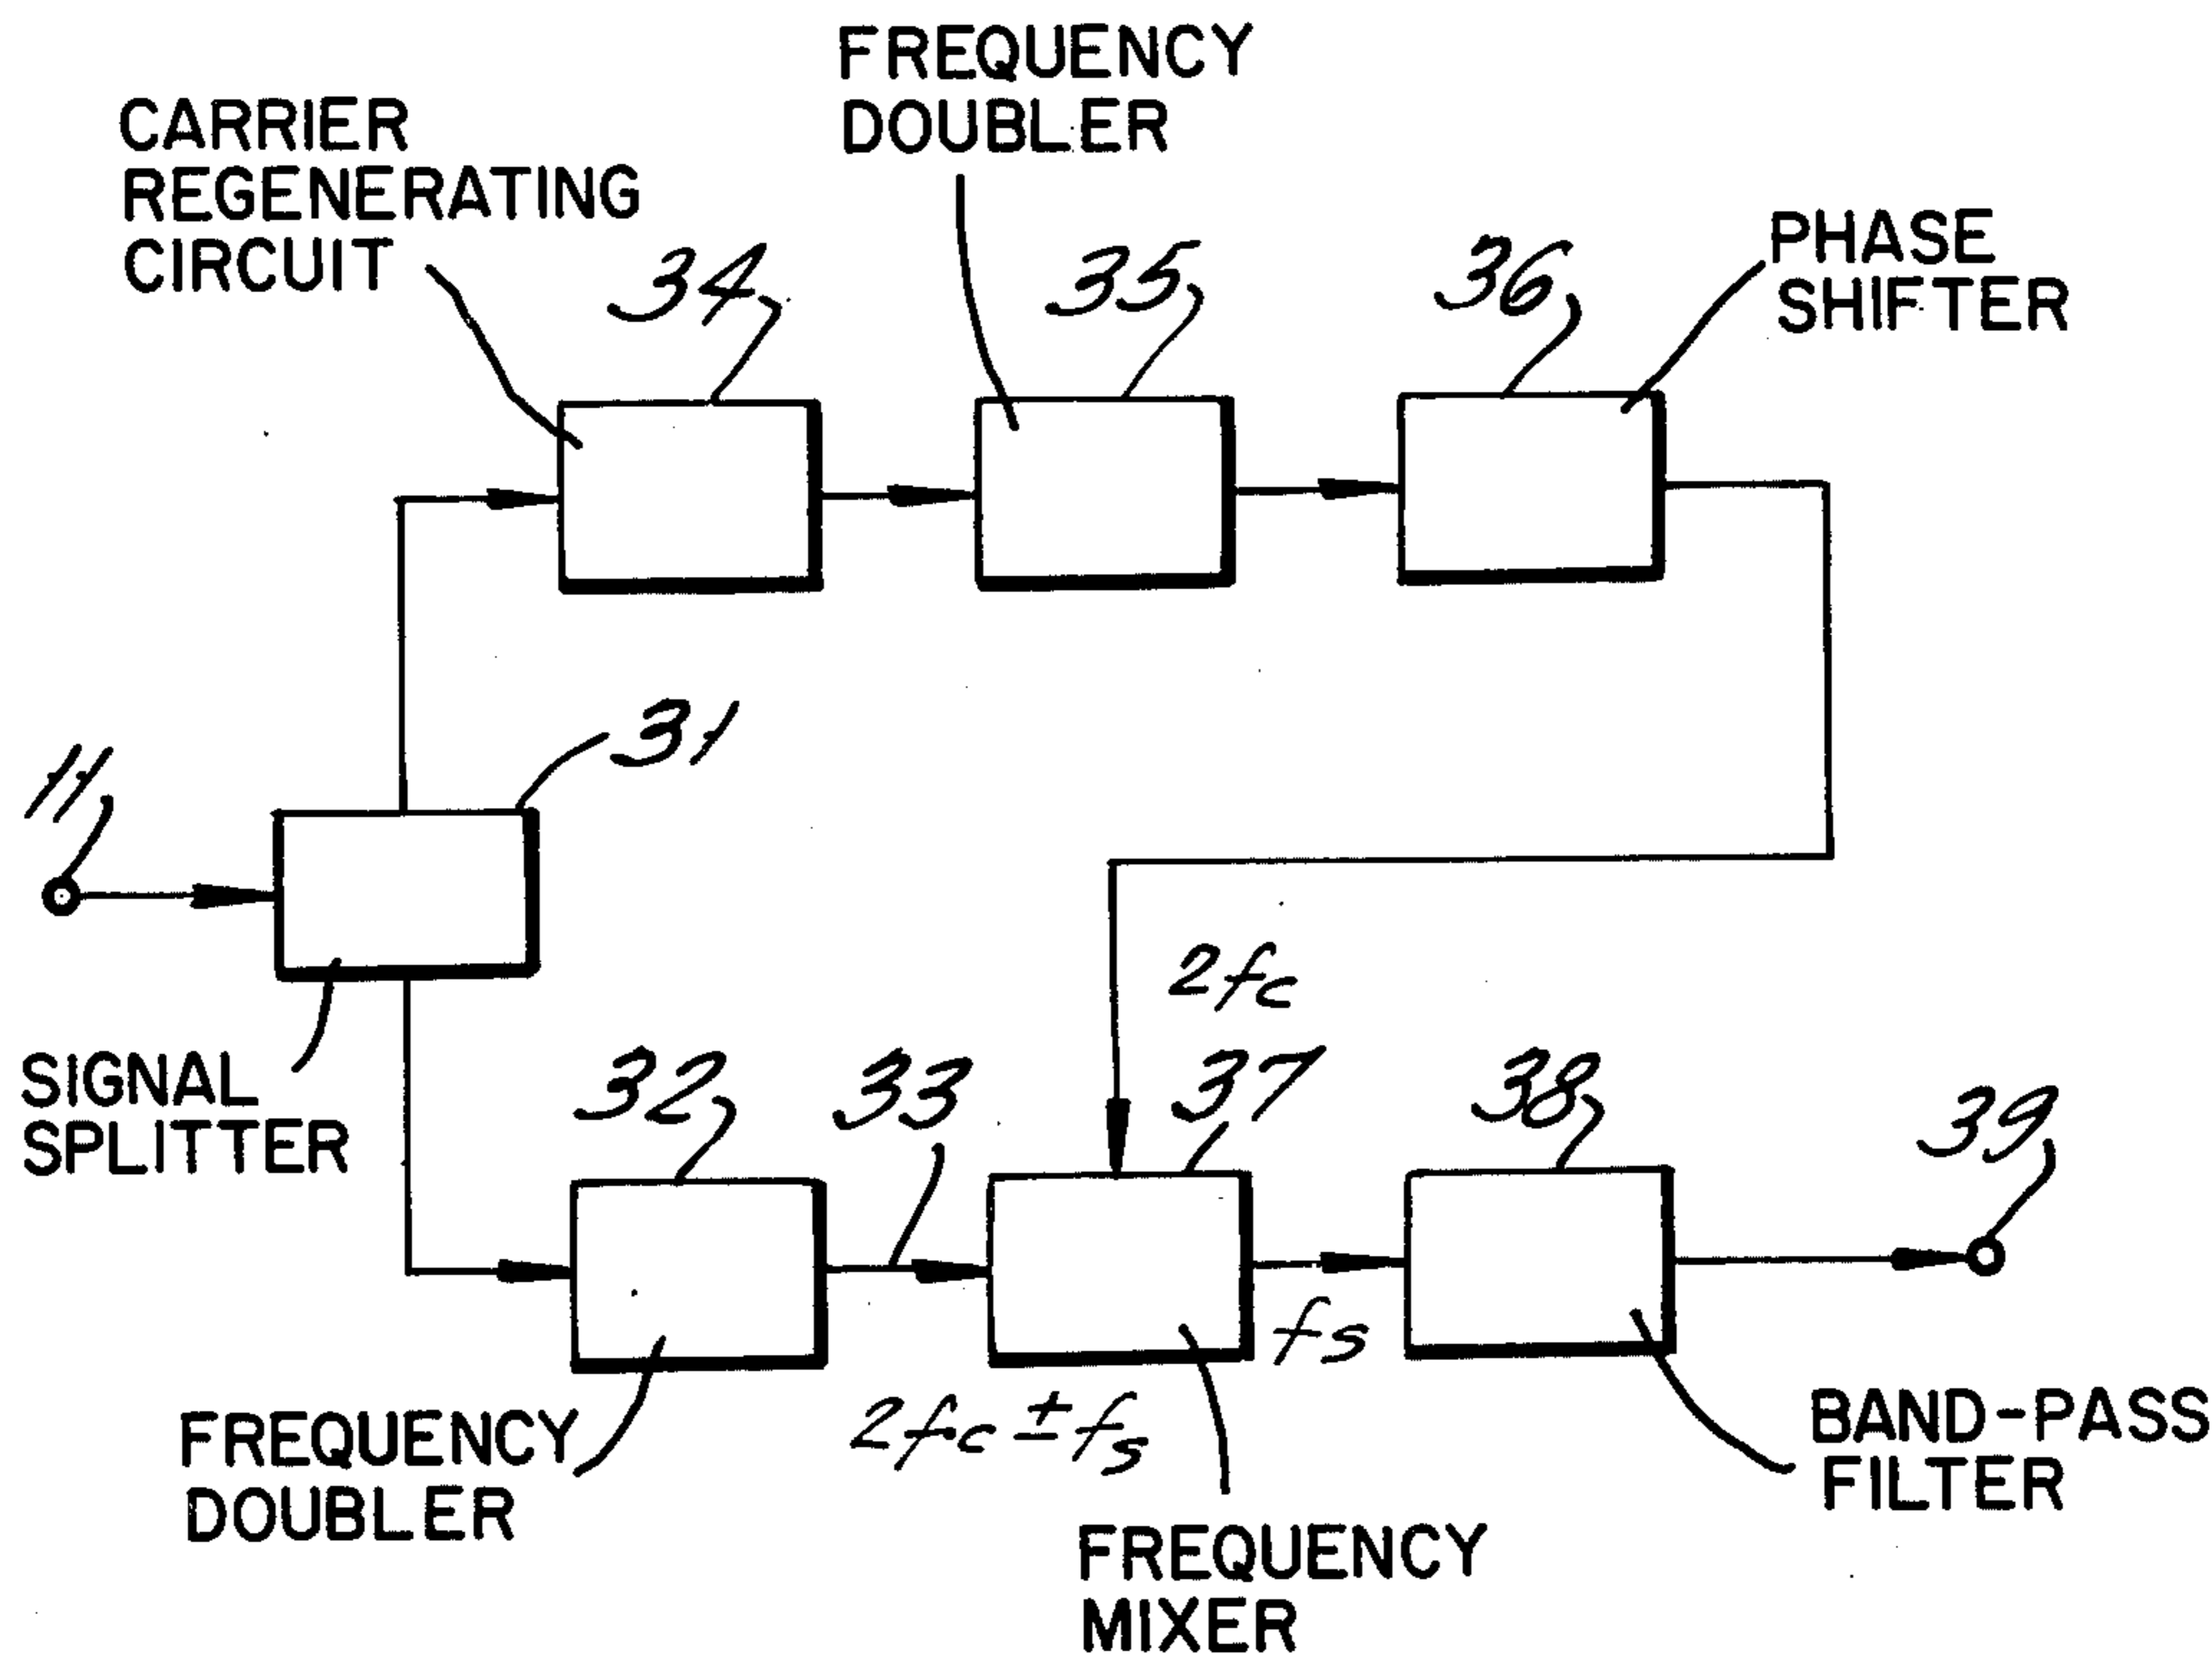 FREQUENCY
DOUBLER
CARRIER
REGENERATING
CIRCUIT
34
35
36
PHASE
SHIFTER
11
31
2fc
SIGNAL
SPLITTER
32
33
37
38
39
fs
2fc ± fs
FREQUENCY
DOUBLER
BAND-PASS
FILTER
FREQUENCY
MIXER